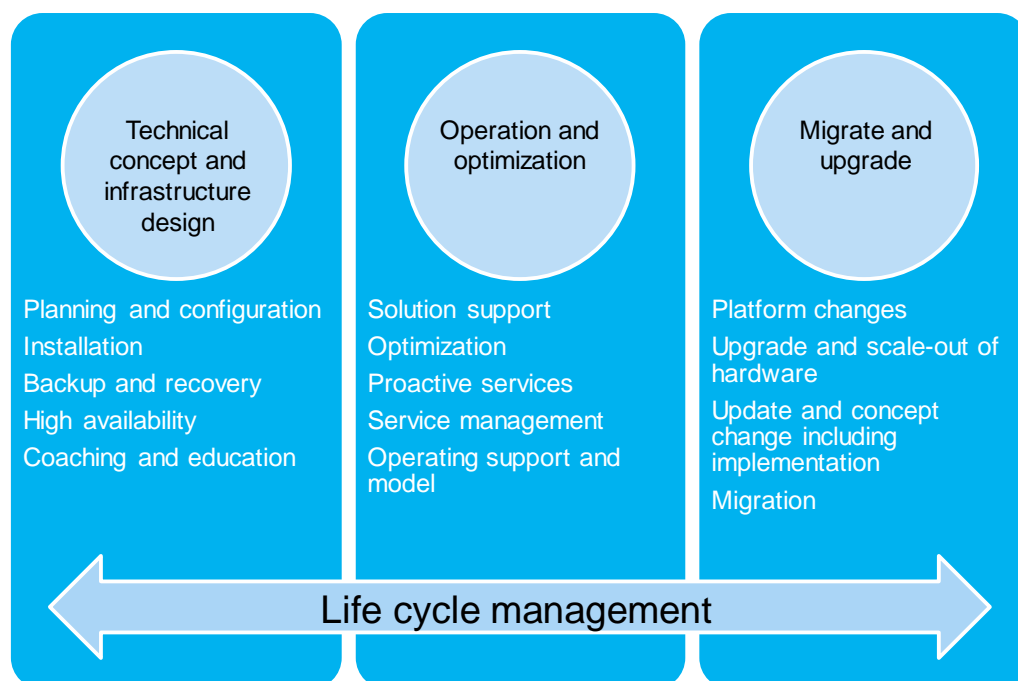 Technical
concept and
infrastructure
design
Planning and configuration
Installation
Backup and recovery
High availability
Coaching and education
Operation and
optimization
Solution support
Optimization
Proactive services
Service management
Operating support and
model
Migrate and
upgrade
Platform changes
Upgrade and scale-out of
hardware
Update and concept
change including
implementation
Migration
Life cycle management